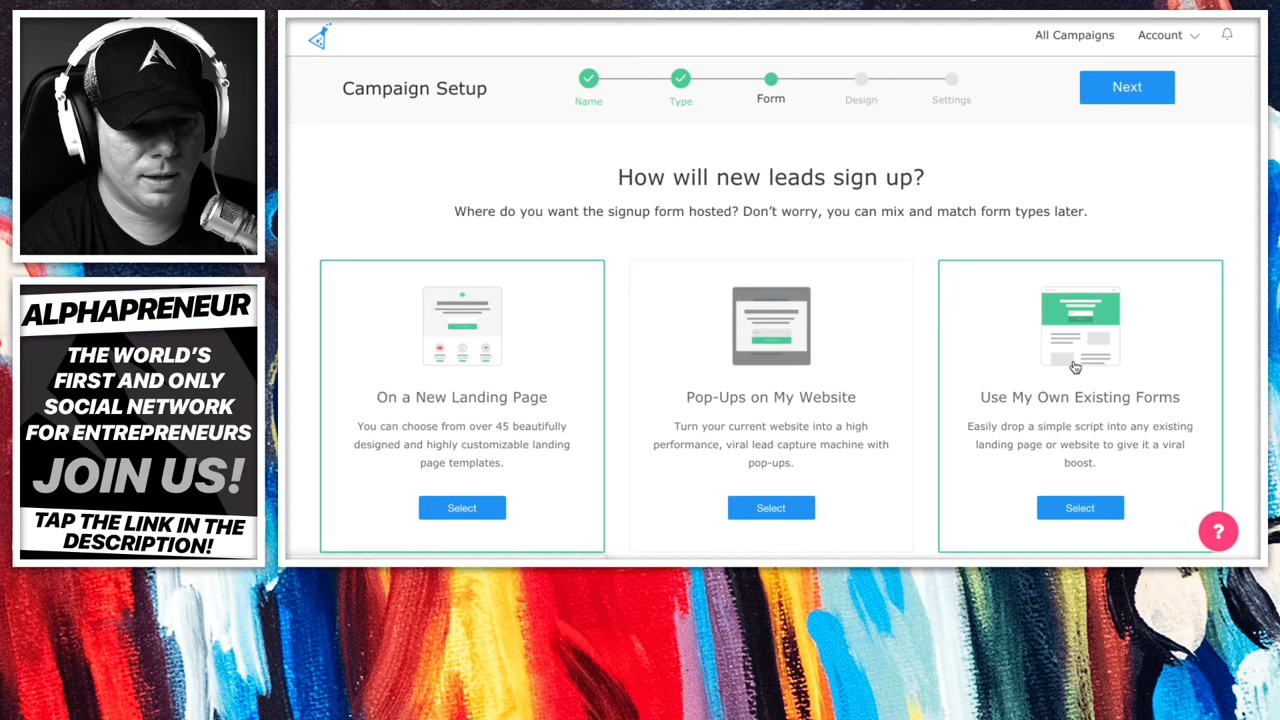 All Campaigns
Account
Campaign Setup
Name
Type
Form
Design
Settings
Next
How will new leads sign up?
Where do you want the signup form hosted? Don’t worry, you can mix and match form types later.
On a New Landing Page
You can choose from over 45 beautifully
designed and highly customizable landing
page templates.
Select
Pop-Ups on My Website
Turn your current website into a high
performance, viral lead capture machine with
pop-ups.
Select
Use My Own Existing Forms
Easily drop a simple script into any existing
landing page or website to give it a viral
boost.
Select
?
ALPHAPRENEUR
THE WORLD'S
FIRST AND ONLY
SOCIAL NETWORK
FOR ENTREPRENEURS
JOIN US!
TAP THE LINK IN THE
DESCRIPTION!